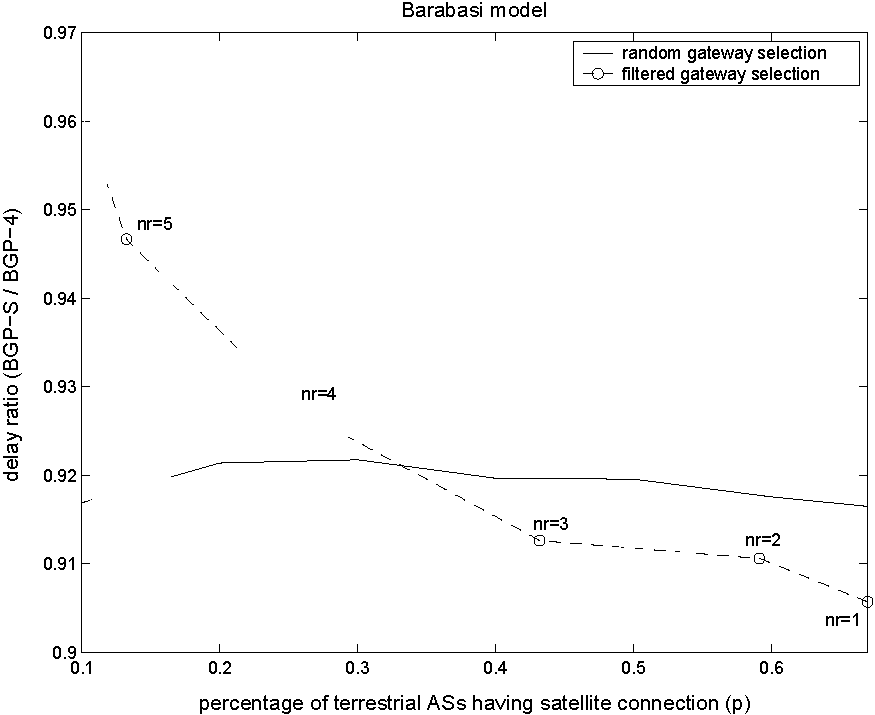 Barabasi model
random gateway selection
filtered gateway selection
0.97
0.96
0.95
0.94
0.93
0.92
0.91
0.9
nr=5
nr=4
nr=3
nr=2
nr=1
0.1 0.2 0.3 0.4 0.5 0.6
delay ratio (BGP−S / BGP−4)
percentage of terrestrial ASs having satellite connection (p)